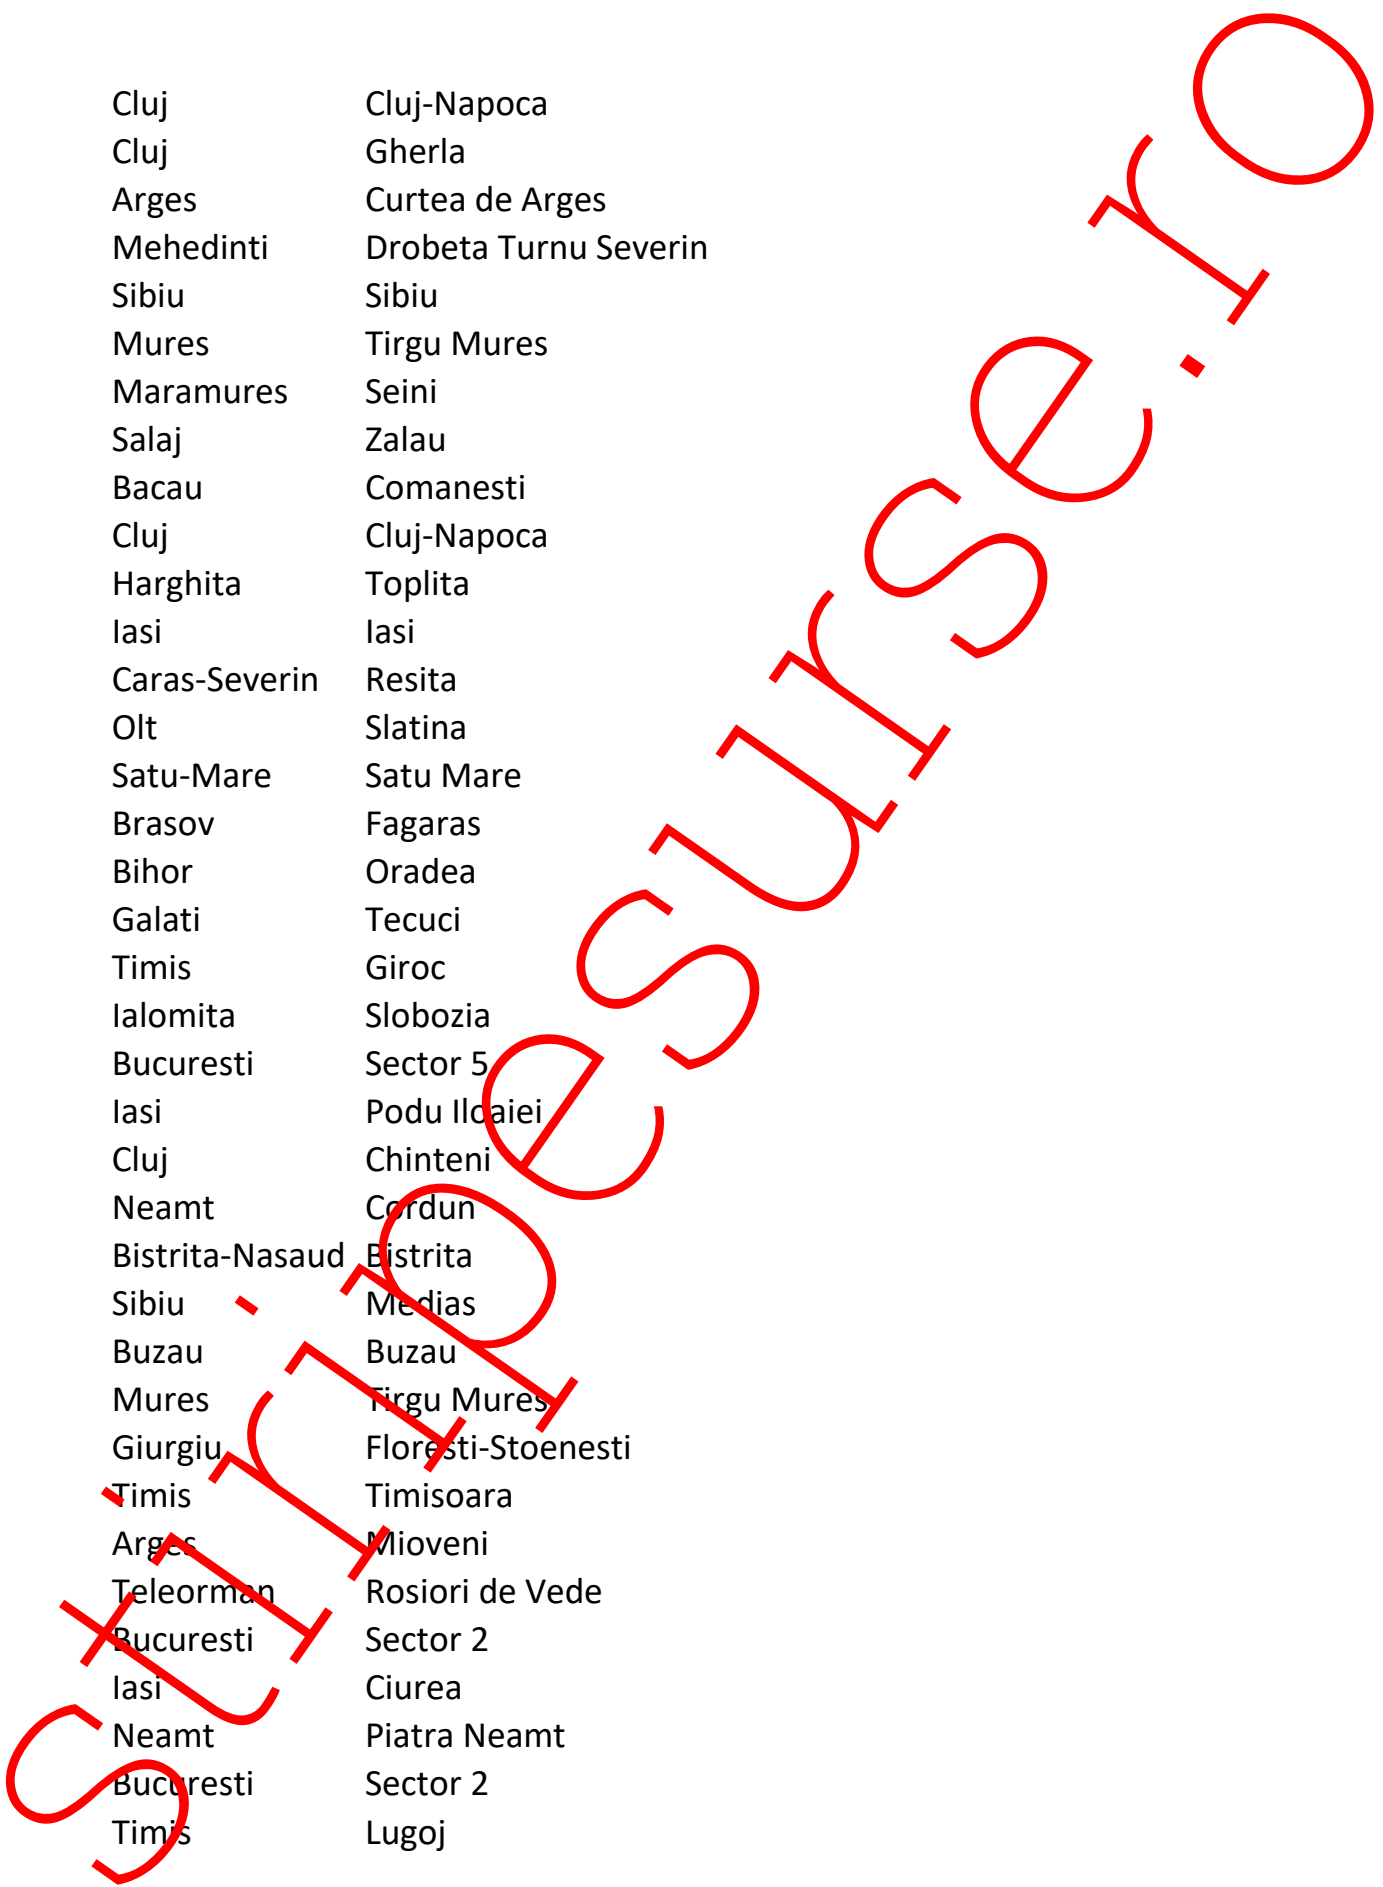 Cluj Cluj-Napoca
Cluj Gherla
Arges Curtea de Arges
Mehedinti Drobeta Turnu Severin
Sibiu Sibiu
Mures Tirgu Mures
Maramures Seini
Salaj Zalau
Bacau Comanesti
Cluj Cluj-Napoca
Harghita Toplita
Iasi Iasi
Caras-Severin Resita
Olt Slatina
Satu-Mare Satu Mare
Brasov Fagaras
Bihor Oradea
Galati Tecuci
Timis Giroc
Ialomita Slobozia
Bucuresti Sector 5
Iasi Podu Iloaiei
Cluj Chinteni
Neamt Cordun
Bistrita-Nasaud Bistrita
Sibiu Medias
Buzau Buzau
Mures Tirgu Mures
Giurgiu Floresti-Stoenesti
Timis Timisoara
Arges Mioveni
Teleorman Rosiori de Vede
Bucuresti Sector 2
Iasi Ciurea
Neamt Piatra Neamt
Bucuresti Sector 2
Timis Lugoj
stiripesurse.ro